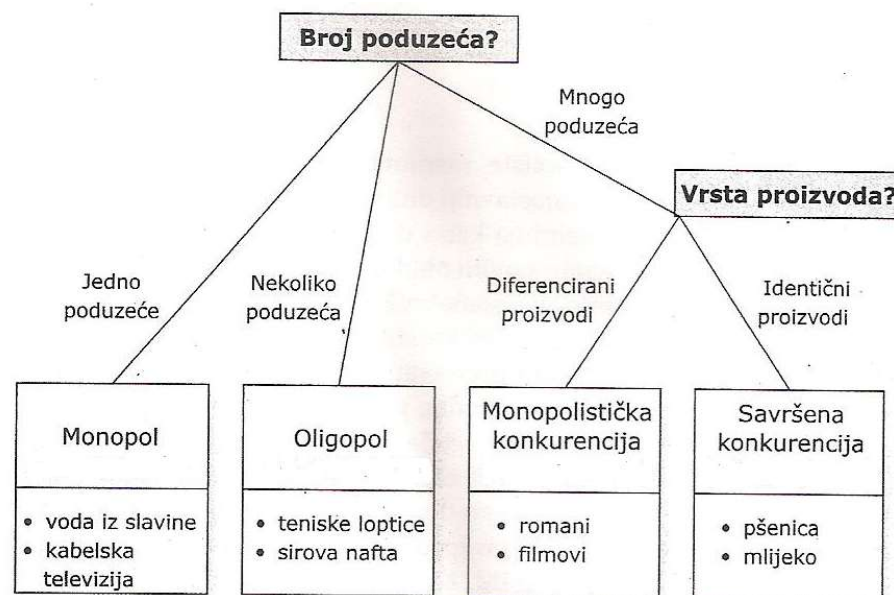 Broj poduzeća?
Mnogo
poduzeća
Vrsta proizvoda?
Jedno
poduzeće
Nekoliko
poduzeća
Diferencirani
proizvodi
Identični
proizvodi
Monopol
Oligopol
Monopolistička
konkurencija
Savršena
konkurencija
• voda iz slavine
• kabelska
televizija
• teniske loptice
• sirova nafta
• romani
• filmovi
• pšenica
• mlijeko